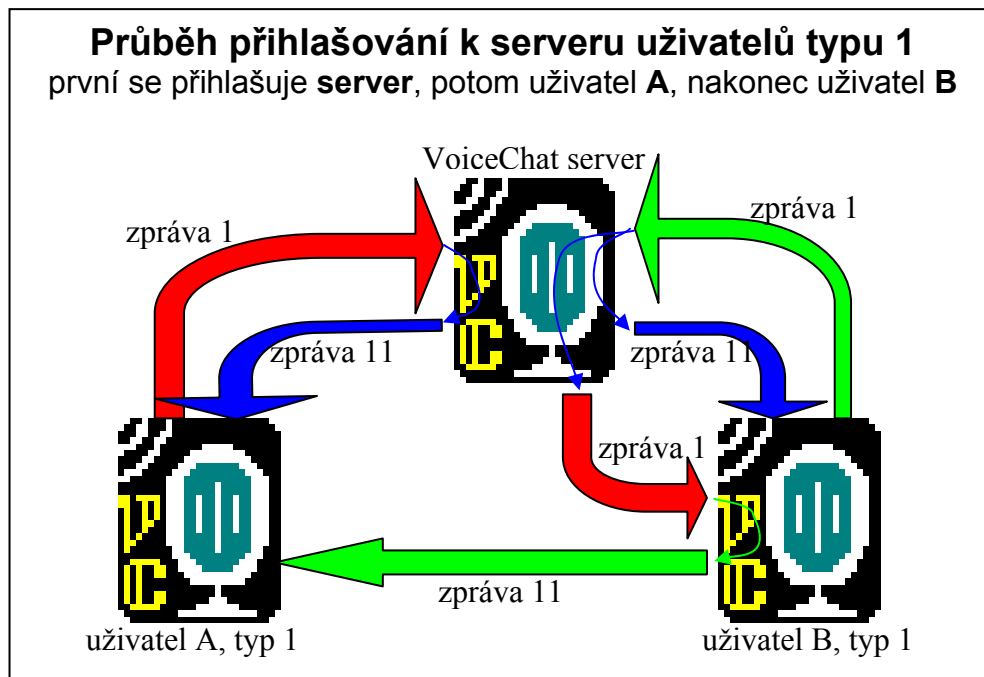 Průběh přihlašování k serveru uživatelů typu 1
první se přihlašuje server, potom uživatel A, nakonec uživatel B
VoiceChat server
zpráva 1
zpráva 1
zpráva 11
zpráva 11
zpráva 1
zpráva 11
uživatel A, typ 1
uživatel B, typ 1